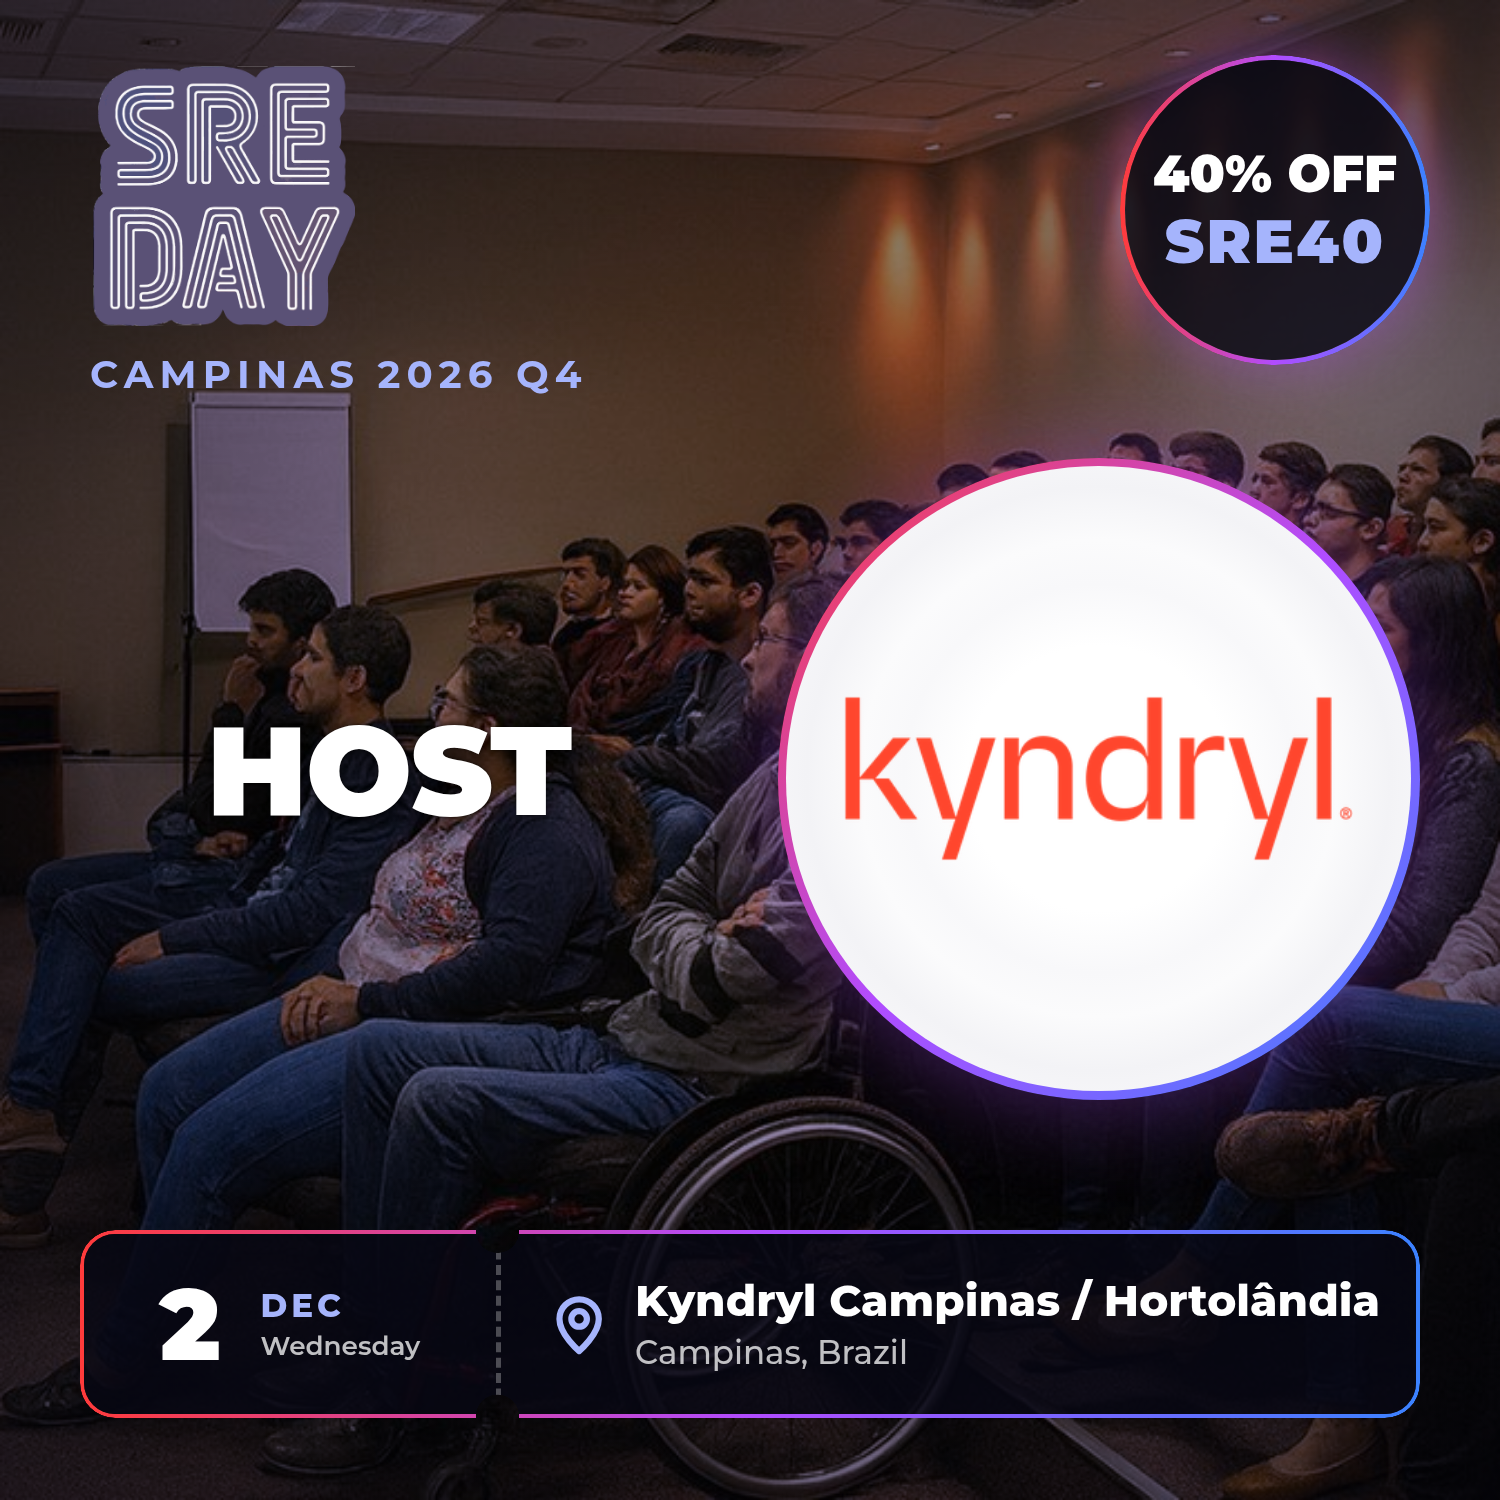 SRE
DAY
CAMPINAS 2026 Q4
40% OFF
SRE40
HOST
kyndryl®
2
DEC
Wednesday
Kyndryl Campinas / Hortolândia
Campinas, Brazil